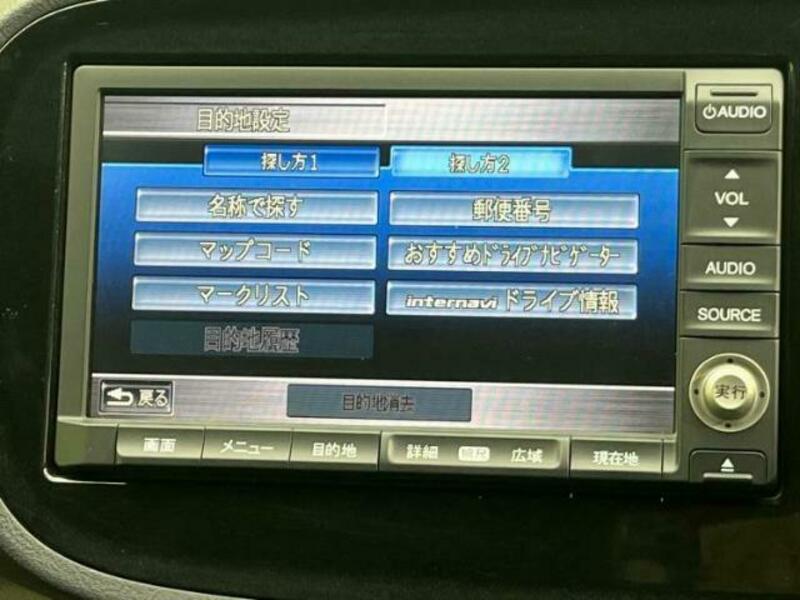 目的地設定
探し方1 探し方2
名称で探す 郵便番号
マップコード おすすめドライブナビゲーター
マークリスト internavi ドライブ情報
目的地履歴
戻る 目的地消去
画面 メニュー 目的地 詳細 縮尺 広域 現在地
AUDIO
VOL
AUDIO
SOURCE
実行